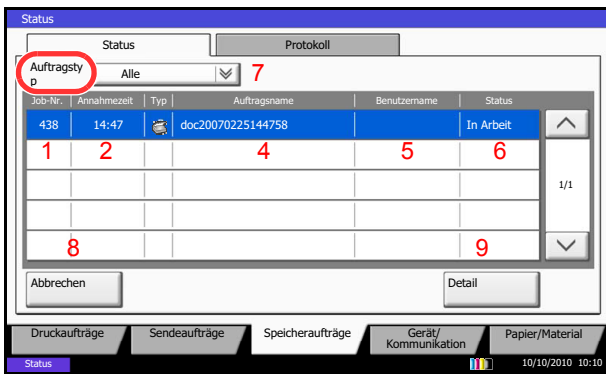 Status
Status Protokoll
Auftragsty
p
Alle 7
Job-Nr. Annahmezeit Typ Auftragsname Benutzername Status
438 14:47 doc20070225144758 In Arbeit
1 2 4 5 6
1/1
8 9
Abbrechen Detail
Druckaufträge Sendeaufträge Speicheraufträge Gerät/
Kommunikation Papier/Material
Status 10/10/2010 10:10